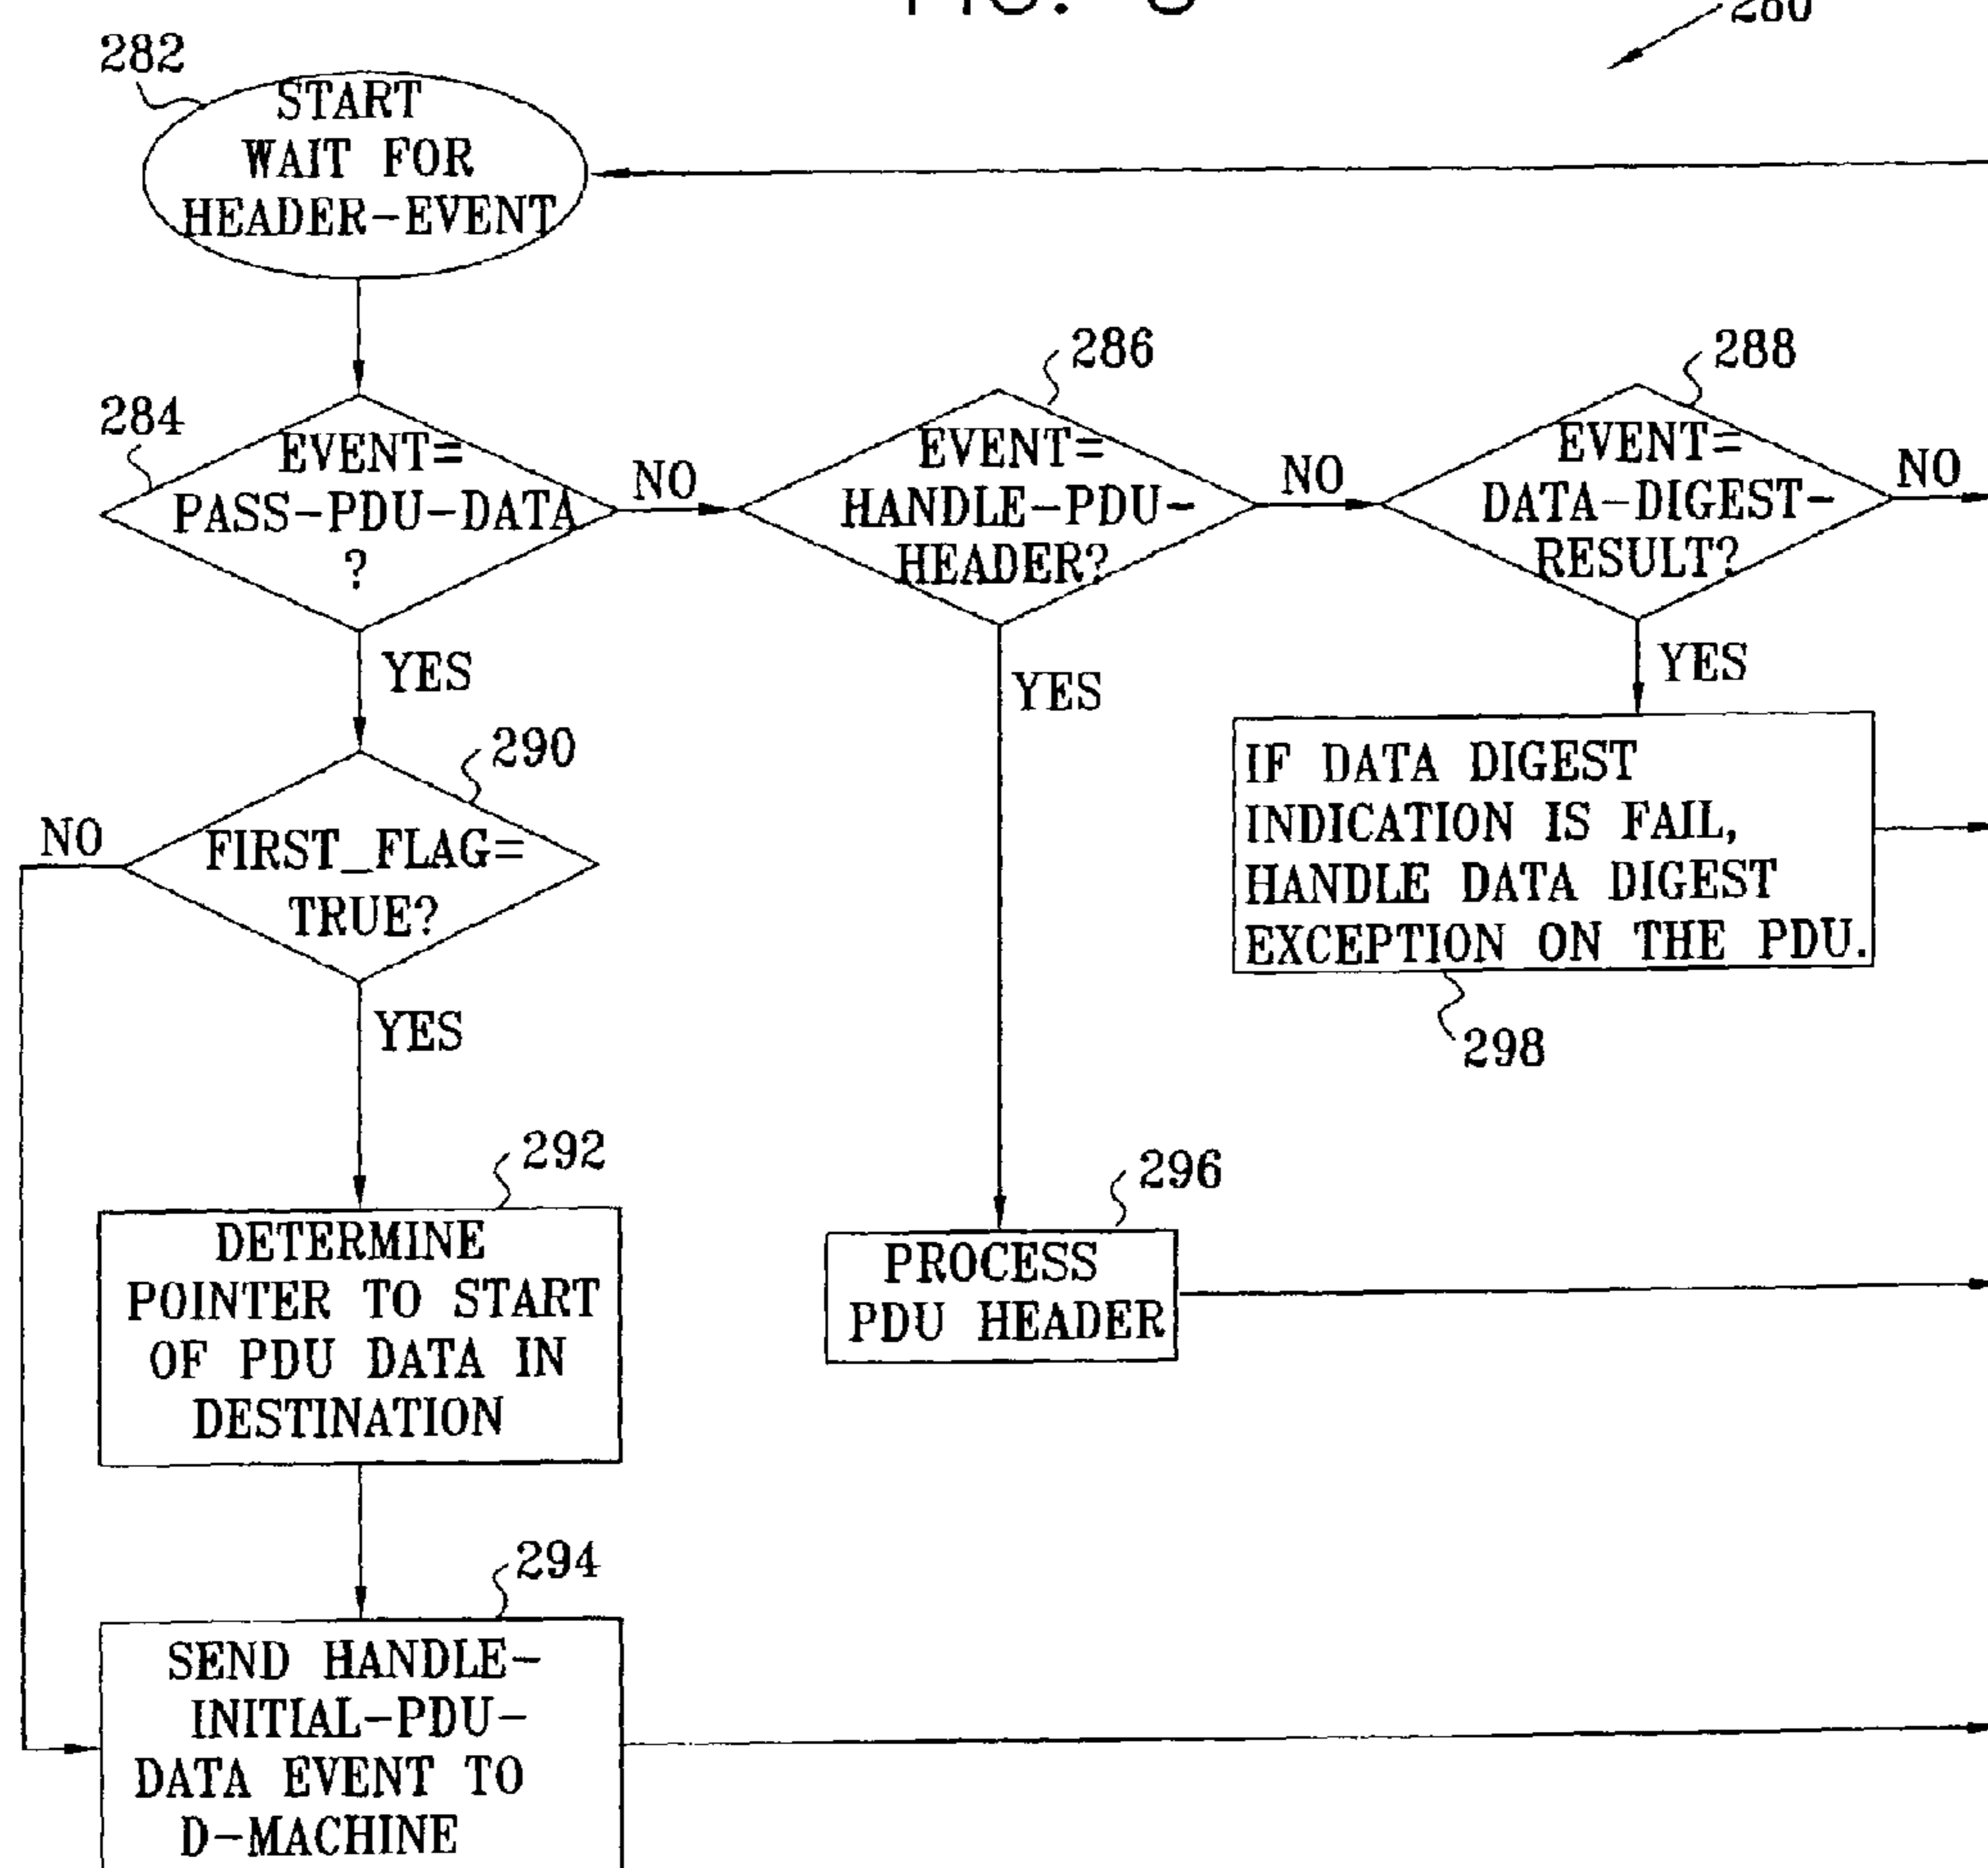 282
START
WAIT FOR
HEADER-EVENT
284
EVENT=
PASS-PDU-DATA
?
NO
286
EVENT=
HANDLE-PDU-
HEADER?
NO
288
EVENT=
DATA-DIGEST-
RESULT?
NO
YES
YES
YES
290
NO
FIRST_FLAG=
TRUE?
YES
IF DATA DIGEST
INDICATION IS FAIL,
HANDLE DATA DIGEST
EXCEPTION ON THE PDU.
298
292
DETERMINE
POINTER TO START
OF PDU DATA IN
DESTINATION
296
PROCESS
PDU HEADER
294
SEND HANDLE-
INITIAL-PDU-
DATA EVENT TO
D-MACHINE